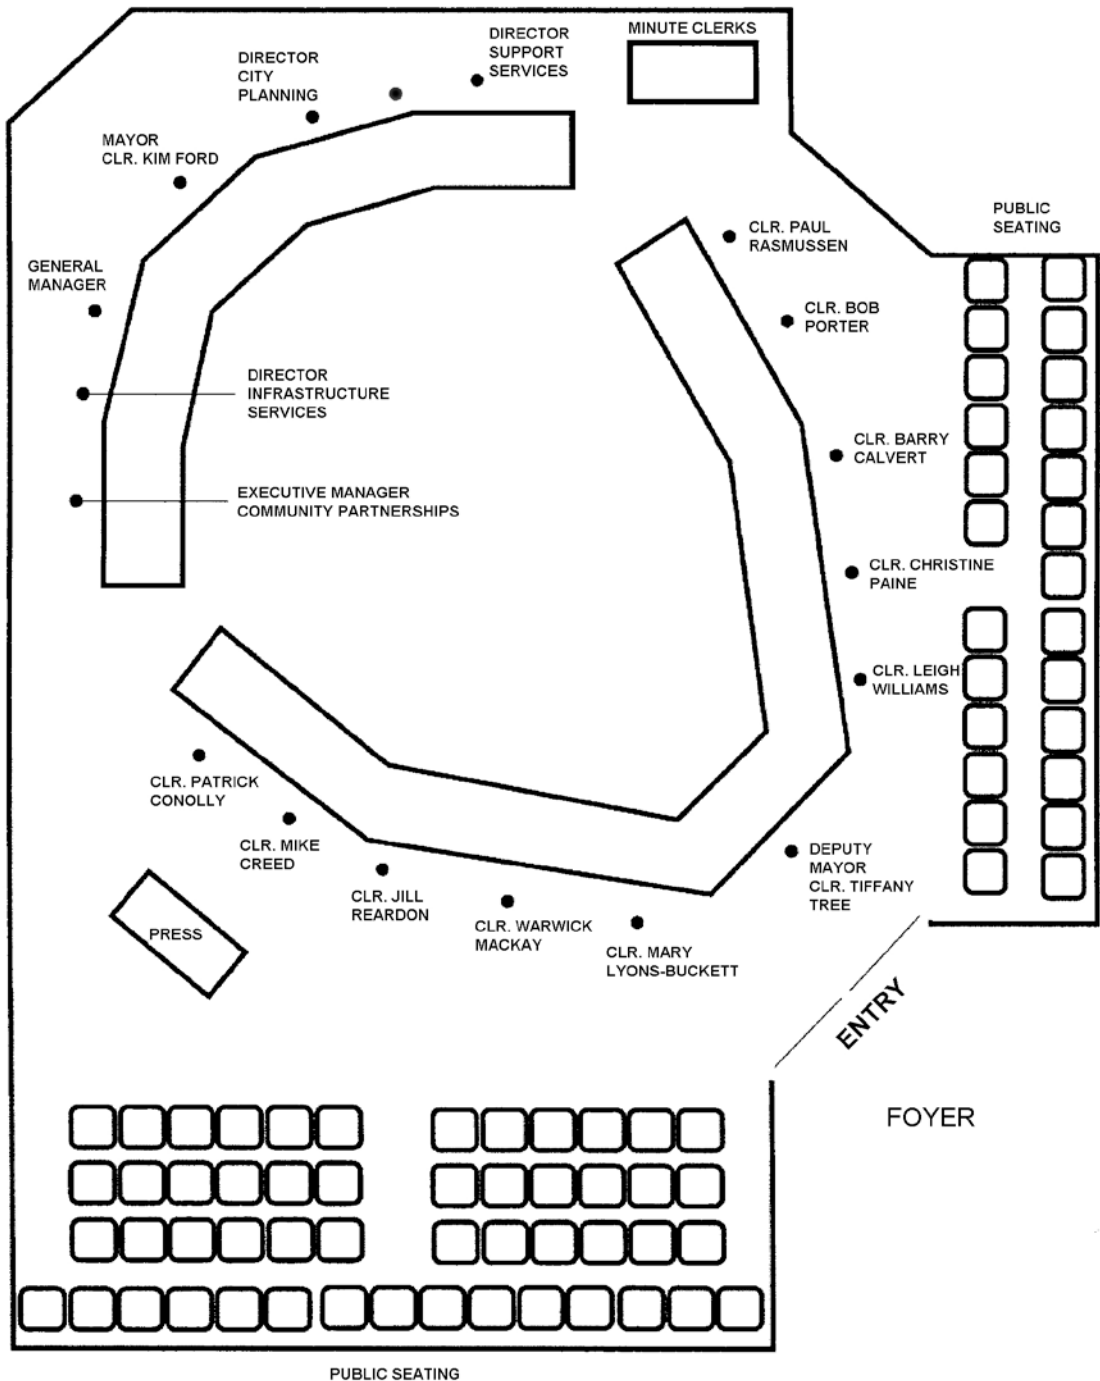 MINUTE CLERKS
DIRECTOR
SUPPORT
SERVICES
DIRECTOR
CITY
PLANNING
MAYOR
CLR. KIM FORD
GENERAL
MANAGER
DIRECTOR
INFRASTRUCTURE
SERVICES
EXECUTIVE MANAGER
COMMUNITY PARTNERSHIPS
CLR. PAUL
RASMUSSEN
PUBLIC
SEATING
CLR. BOB
PORTER
CLR. BARRY
CALVERT
CLR. CHRISTINE
PAINE
CLR. LEIGH
WILLIAMS
DEPUTY
MAYOR
CLR. TIFFANY
TREE
CLR. PATRICK
CONOLLY
CLR. MIKE
CREED
CLR. JILL
REARDON
CLR. WARWICK
MACKAY
CLR. MARY
LYONS-BUCKETT
PRESS
ENTRY
FOYER
PUBLIC SEATING